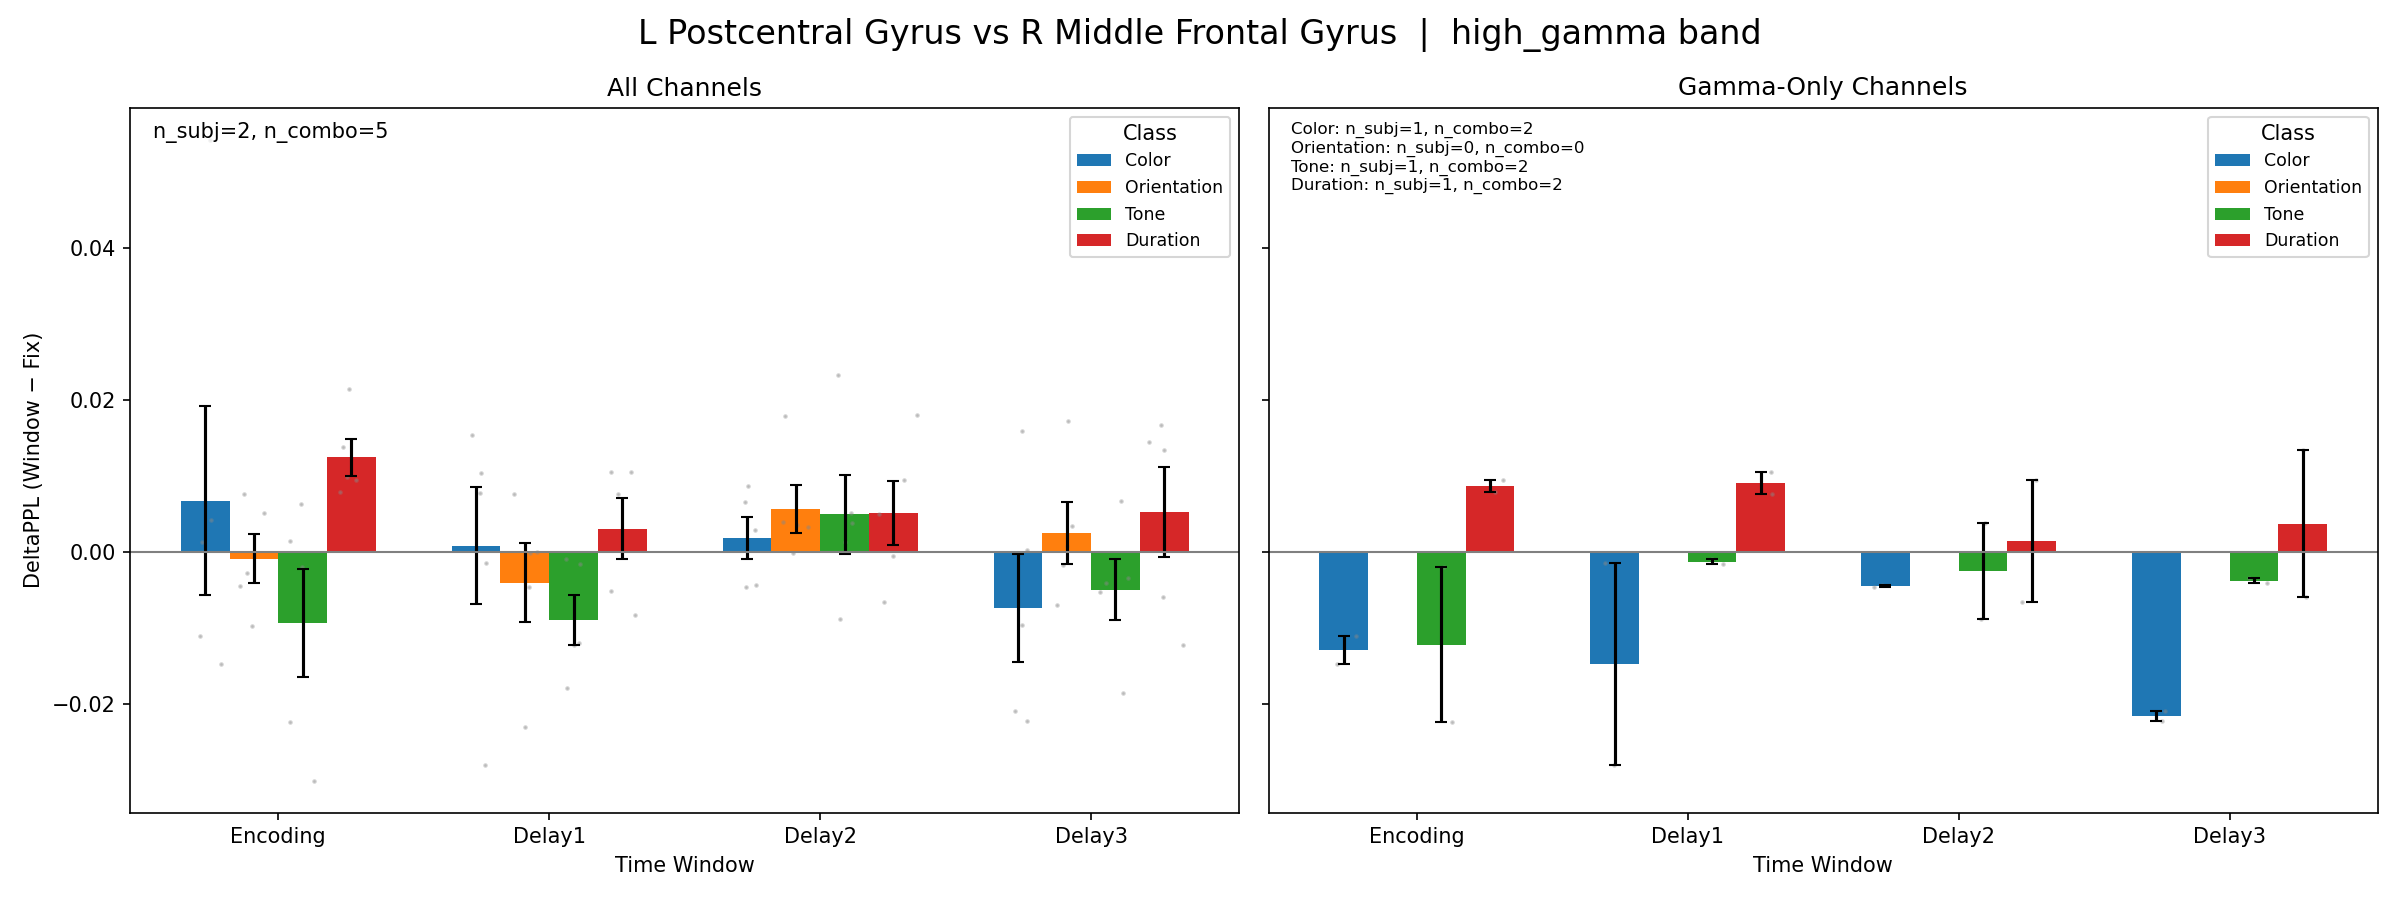 L Postcentral Gyrus vs R Middle Frontal Gyrus | high_gamma band
All Channels
n_subj=2, n_combo=5
Class
Color
Orientation
Tone
Duration
DeltaPPL (Window − Fix)
0.04
0.02
0.00
−0.02
Encoding
Delay1
Delay2
Delay3
Time Window
Gamma-Only Channels
Color: n_subj=1, n_combo=2
Orientation: n_subj=0, n_combo=0
Tone: n_subj=1, n_combo=2
Duration: n_subj=1, n_combo=2
Class
Color
Orientation
Tone
Duration
Encoding
Delay1
Delay2
Delay3
Time Window